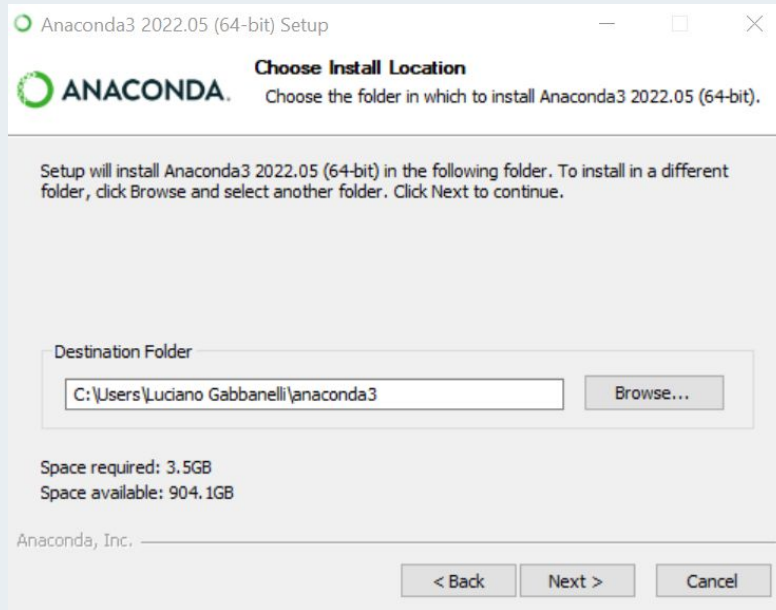 Anaconda3 2022.05 (64-bit) Setup
ANACONDA.
Choose Install Location
Choose the folder in which to install Anaconda3 2022.05 (64-bit).
Setup will install Anaconda3 2022.05 (64-bit) in the following folder. To install in a different
folder, click Browse and select another folder. Click Next to continue.
Destination Folder
C:\Users\Luciano Gabbanelli\anaconda3
Browse...
Space required: 3.5GB
Space available: 904.1GB
Anaconda, Inc.
< Back
Next >
Cancel